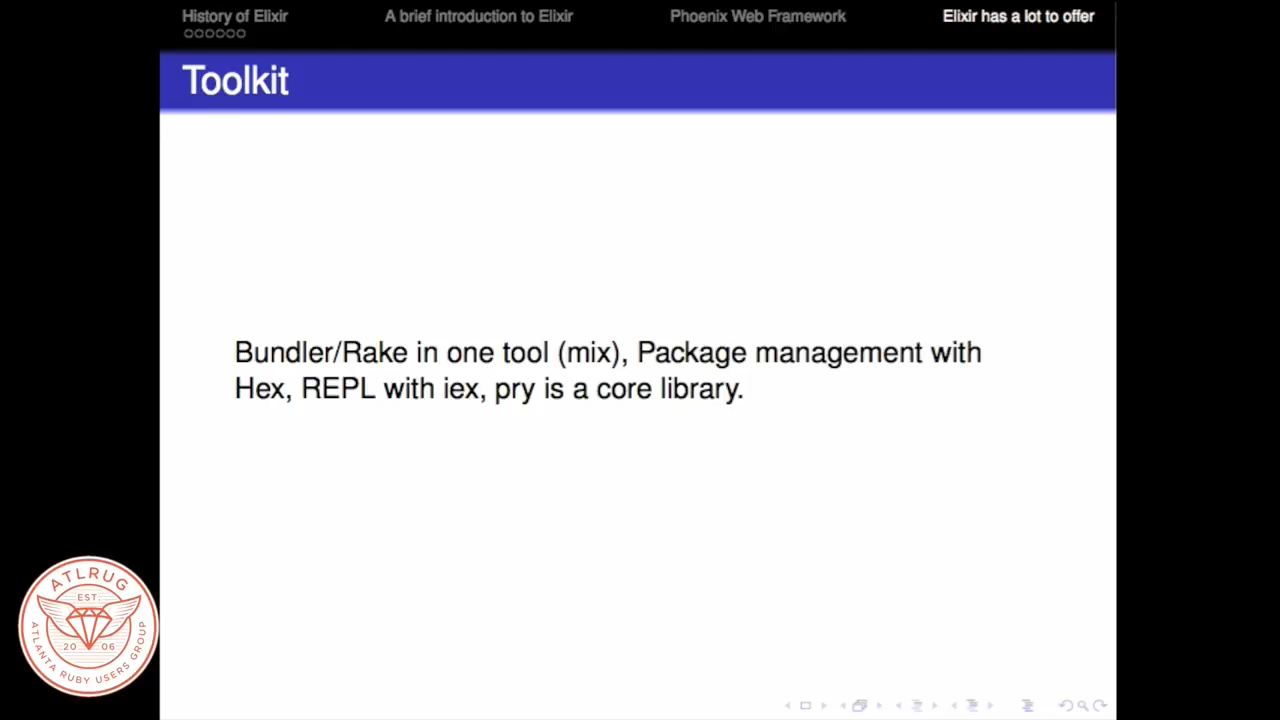 History of Elixir
A brief introduction to Elixir
Phoenix Web Framework
Elixir has a lot to offer
Toolkit
Bundler/Rake in one tool (mix), Package management with
Hex, REPL with iex, pry is a core library.
ATLRUG
EST.
20 06
ATLANTA RUBY USERS GROUP